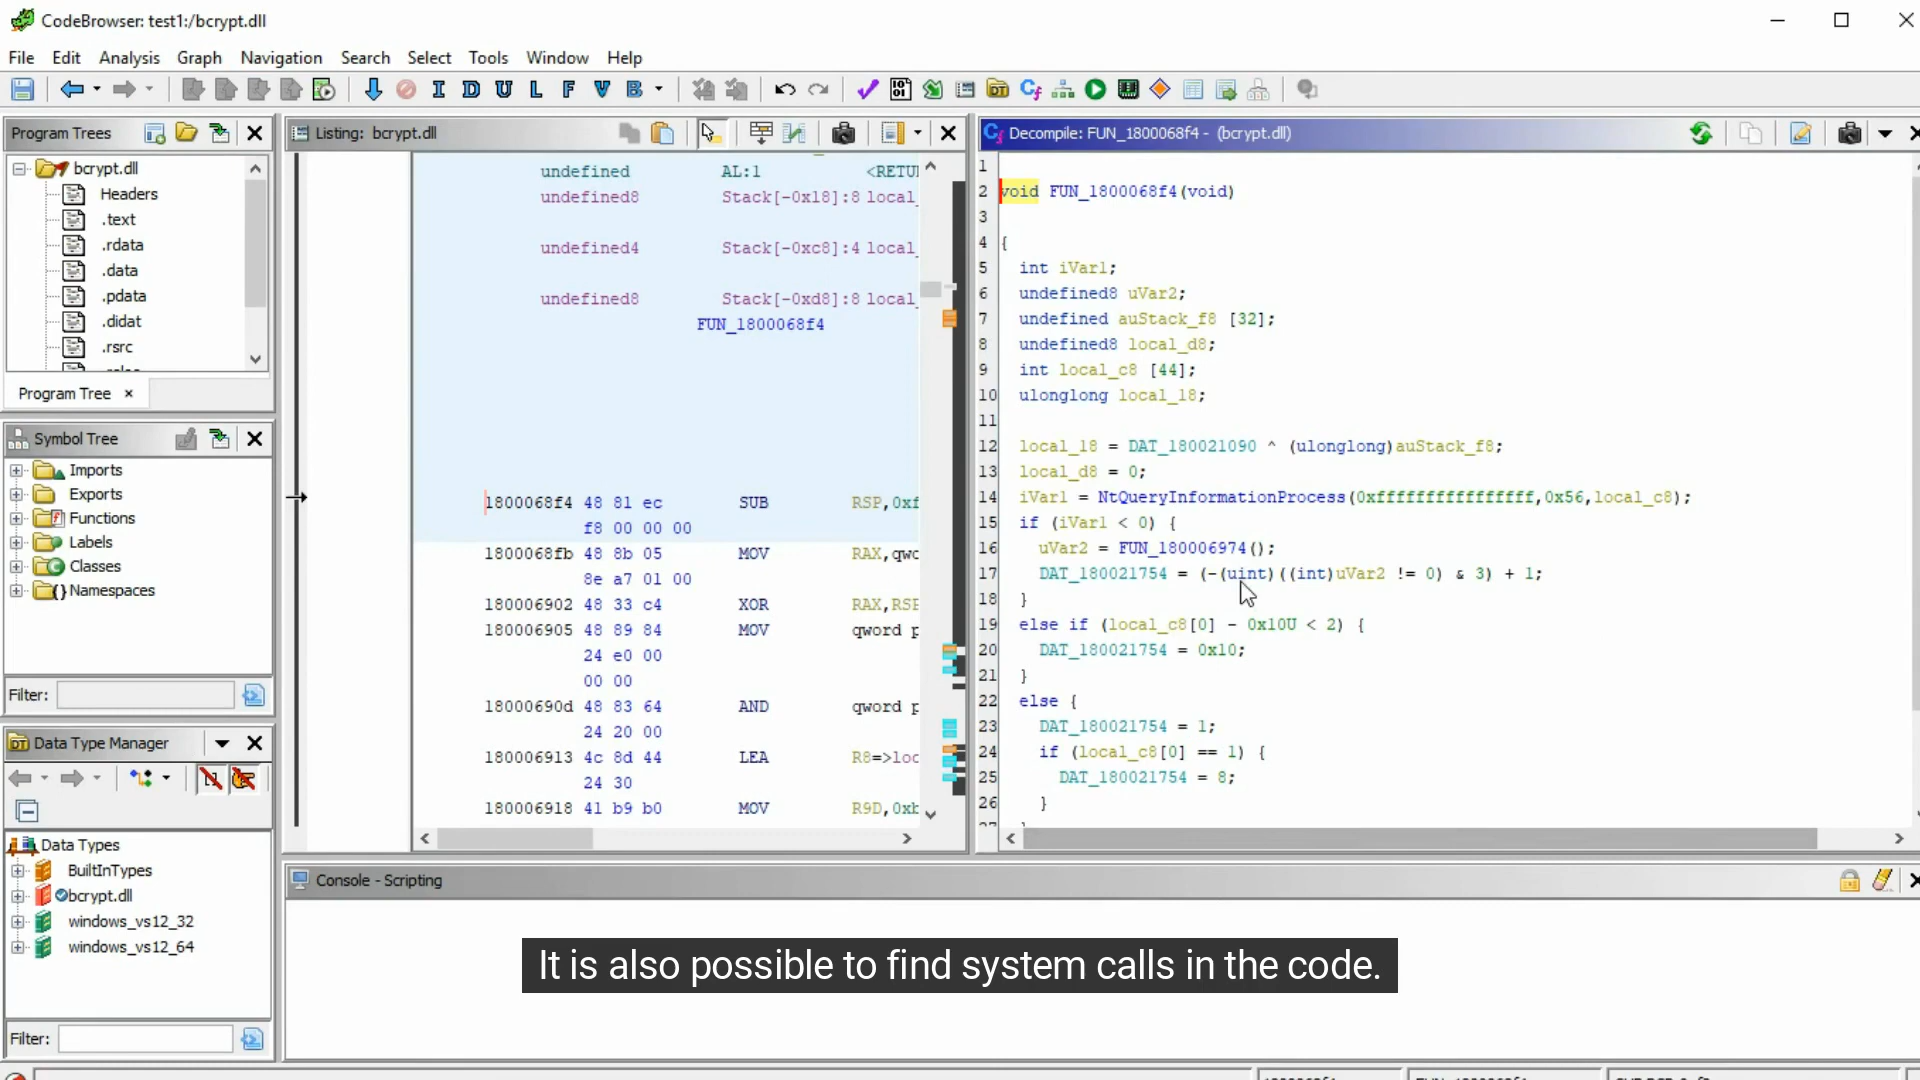 CodeBrowser: test1:/bcrypt.dll
File Edit Analysis Graph Navigation Search Select Tools Window Help
I D U L F V B
Program Trees
bcrypt.dll
Headers
.text
.rdata
.data
.pdata
.didat
.rsrc
Program Tree ×
Symbol Tree
Imports
Exports
Functions
Labels
Classes
Namespaces
Filter:
Data Type Manager
Data Types
BuiltInTypes
bcrypt.dll
windows_vs12_32
windows_vs12_64
Filter:
Listing: bcrypt.dll
undefined AL:1 <RETU
undefined8 Stack[-0x18]:8 local_
undefined4 Stack[-0xc8]:4 local_
undefined8 Stack[-0xd8]:8 local_
FUN_1800068f4
1800068f4 48 81 ec SUB RSP,0xf
f8 00 00 00
1800068fb 48 8b 05 MOV RAX,qwo
8e a7 01 00
180006902 48 33 c4 XOR RAX,RSP
180006905 48 89 84 MOV qword p
24 e0 00
00 00
18000690d 48 83 64 AND qword p
24 20 00
180006913 4c 8d 44 LEA R8=>loc
24 30
180006918 41 b9 b0 MOV R9D,0xb
Decompile: FUN_1800068f4 - (bcrypt.dll)
1
2 void FUN_1800068f4(void)
3
4 {
5 int iVar1;
6 undefined8 uVar2;
7 undefined auStack_f8 [32];
8 undefined8 local_d8;
9 int local_c8 [44];
10 ulonglong local_18;
11
12 local_18 = DAT_180021090 ^ (ulonglong)auStack_f8;
13 local_d8 = 0;
14 iVar1 = NtQueryInformationProcess(0xffffffffffffffff,0x56,local_c8);
15 if (iVar1 < 0) {
16 uVar2 = FUN_180006974();
17 DAT_180021754 = (-(uint)((int)uVar2 != 0) & 3) + 1;
18 }
19 else if (local_c8[0] - 0x10U < 2) {
20 DAT_180021754 = 0x10;
21 }
22 else {
23 DAT_180021754 = 1;
24 if (local_c8[0] == 1) {
25 DAT_180021754 = 8;
26 }
Console - Scripting
It is also possible to find system calls in the code.